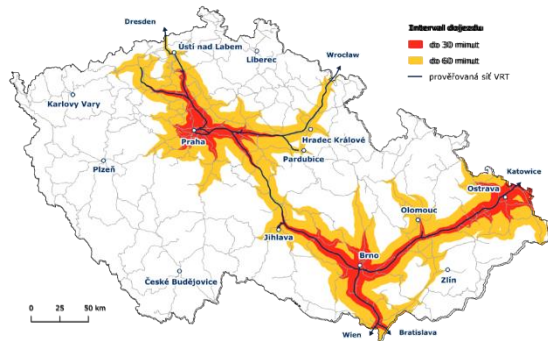 Dresden
Ústí nad Labem
Liberec
Wrocław
Karlovy Vary
Praha
Hradec Králové
Pardubice
Plzeň
Katowice
Ostrava
Olomouc
Jihlava
Brno
Zlín
České Budějovice
Wien
Bratislava
Interval dojezdu
do 30 minut
do 60 minut
prověřovaná síť VRT
0 25 50 km